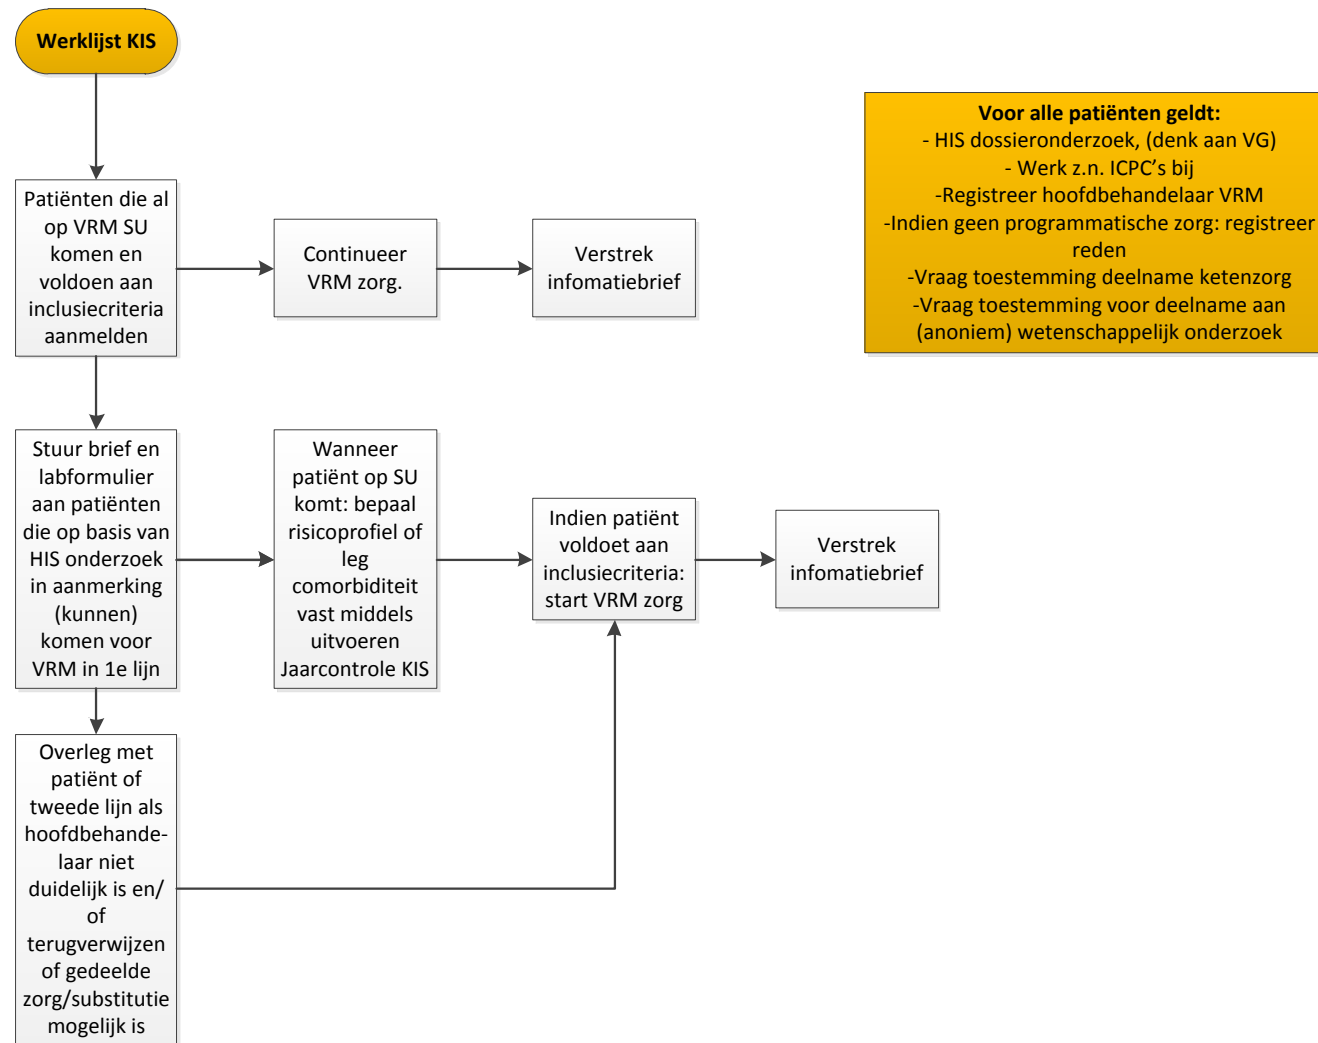 Werklijst KIS
Voor alle patiënten geldt:
- HIS dossieronderzoek, (denk aan VG)
- Werk z.n. ICPC’s bij
-Registreer hoofdbehandelaar VRM
-Indien geen programmatische zorg: registreer
reden
-Vraag toestemming deelname ketenzorg
-Vraag toestemming voor deelname aan
(anoniem) wetenschappelijk onderzoek
Patiënten die al
op VRM SU
komen en
voldoen aan
inclusiecriteria
aanmelden
Continueer
VRM zorg.
Verstrek
infomatiebrief
Stuur brief en
labformulier
aan patiënten
die op basis van
HIS onderzoek
in aanmerking
(kunnen)
komen voor
VRM in 1e lijn
Wanneer
patiënt op SU
komt: bepaal
risicoprofiel of
leg
comorbiditeit
vast middels
uitvoeren
Jaarcontrole KIS
Indien patiënt
voldoet aan
inclusiecriteria:
start VRM zorg
Verstrek
infomatiebrief
Overleg met
patiënt of
tweede lijn als
hoofdbehande-
laar niet
duidelijk is en/
of
terugverwijzen
of gedeelde
zorg/substitutie
mogelijk is